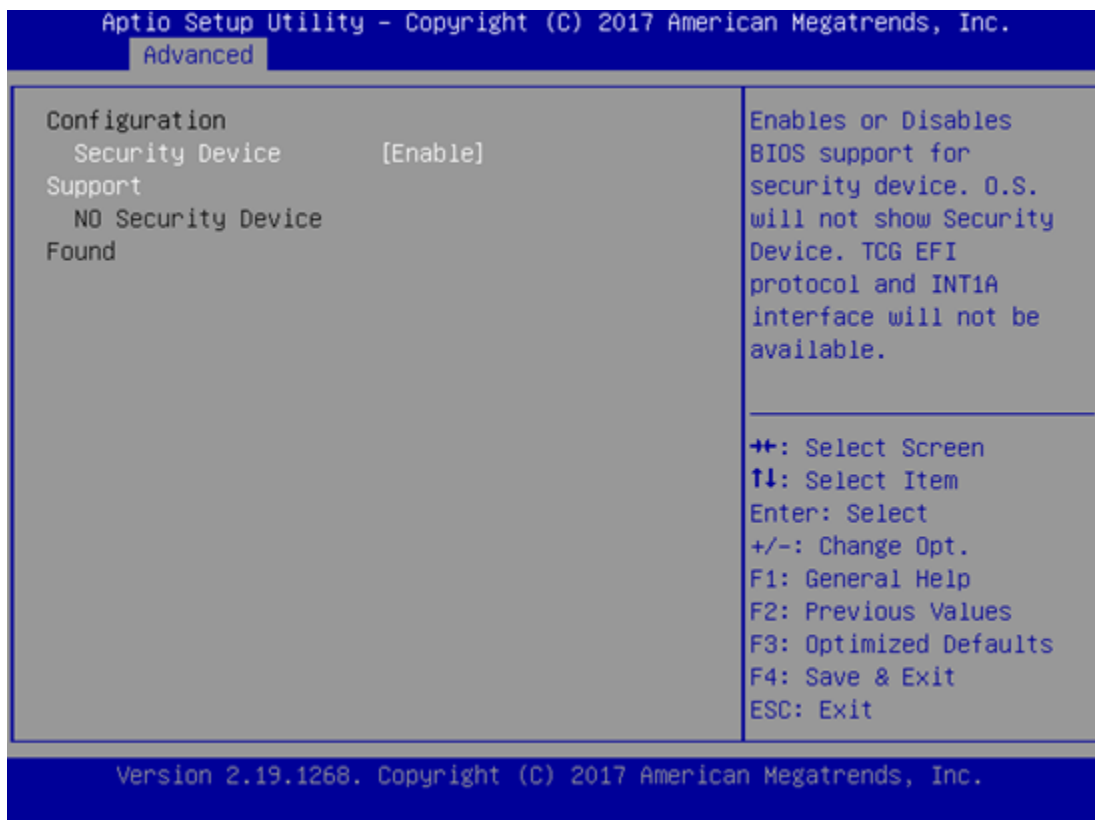 Aptio Setup Utility – Copyright (C) 2017 American Megatrends, Inc.
Advanced
Configuration
Security Device [Enable]
Support
NO Security Device
Found
Enables or Disables
BIOS support for
security device. O.S.
will not show Security
Device. TCG EFI
protocol and INT1A
interface will not be
available.
→←: Select Screen
↑↓: Select Item
Enter: Select
+/-: Change Opt.
F1: General Help
F2: Previous Values
F3: Optimized Defaults
F4: Save & Exit
ESC: Exit
Version 2.19.1268. Copyright (C) 2017 American Megatrends, Inc.